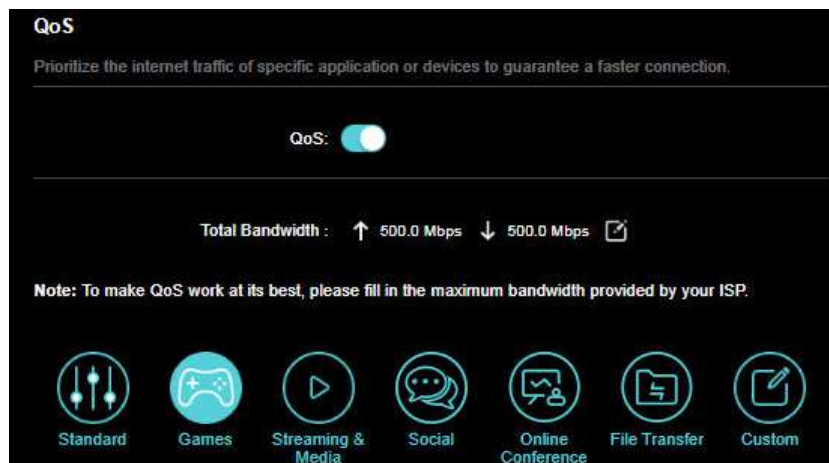 QoS
Prioritize the internet traffic of specific application or devices to guarantee a faster connection.
QoS:
Total Bandwidth : ↑ 500.0 Mbps ↓ 500.0 Mbps
Note: To make QoS work at its best, please fill in the maximum bandwidth provided by your ISP.
Standard Games Streaming & Social Online File Transfer Custom
Media Conference